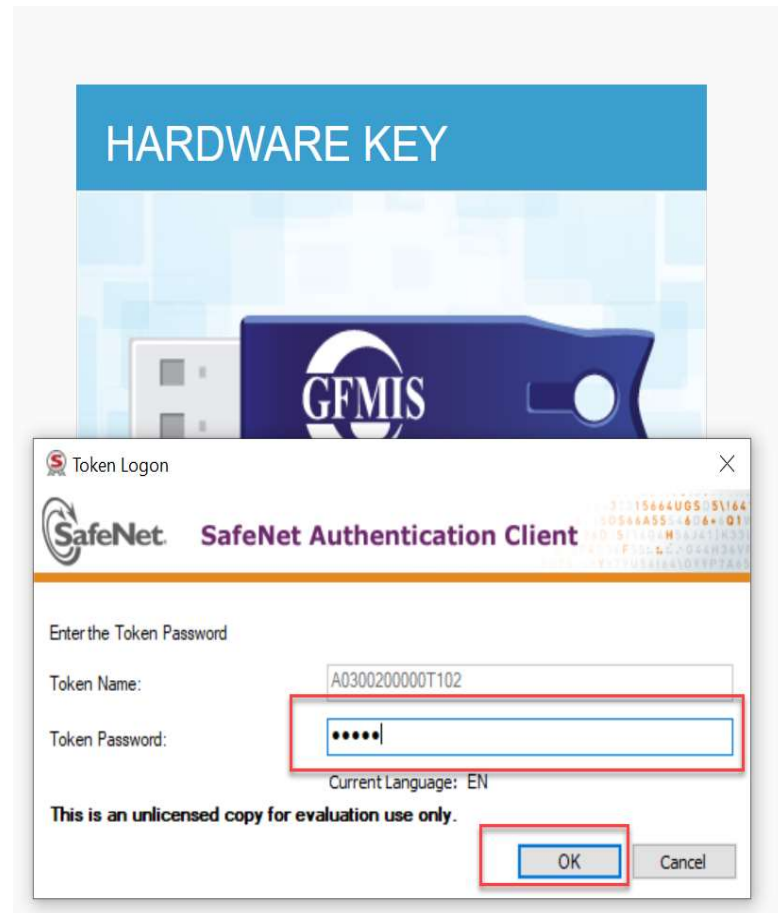 HARDWARE KEY
GFMIS
Token Logon
SafeNet. SafeNet Authentication Client
Enter the Token Password
Token Name: A0300200000T102
Token Password: •••••
Current Language: EN
This is an unlicensed copy for evaluation use only.
OK Cancel